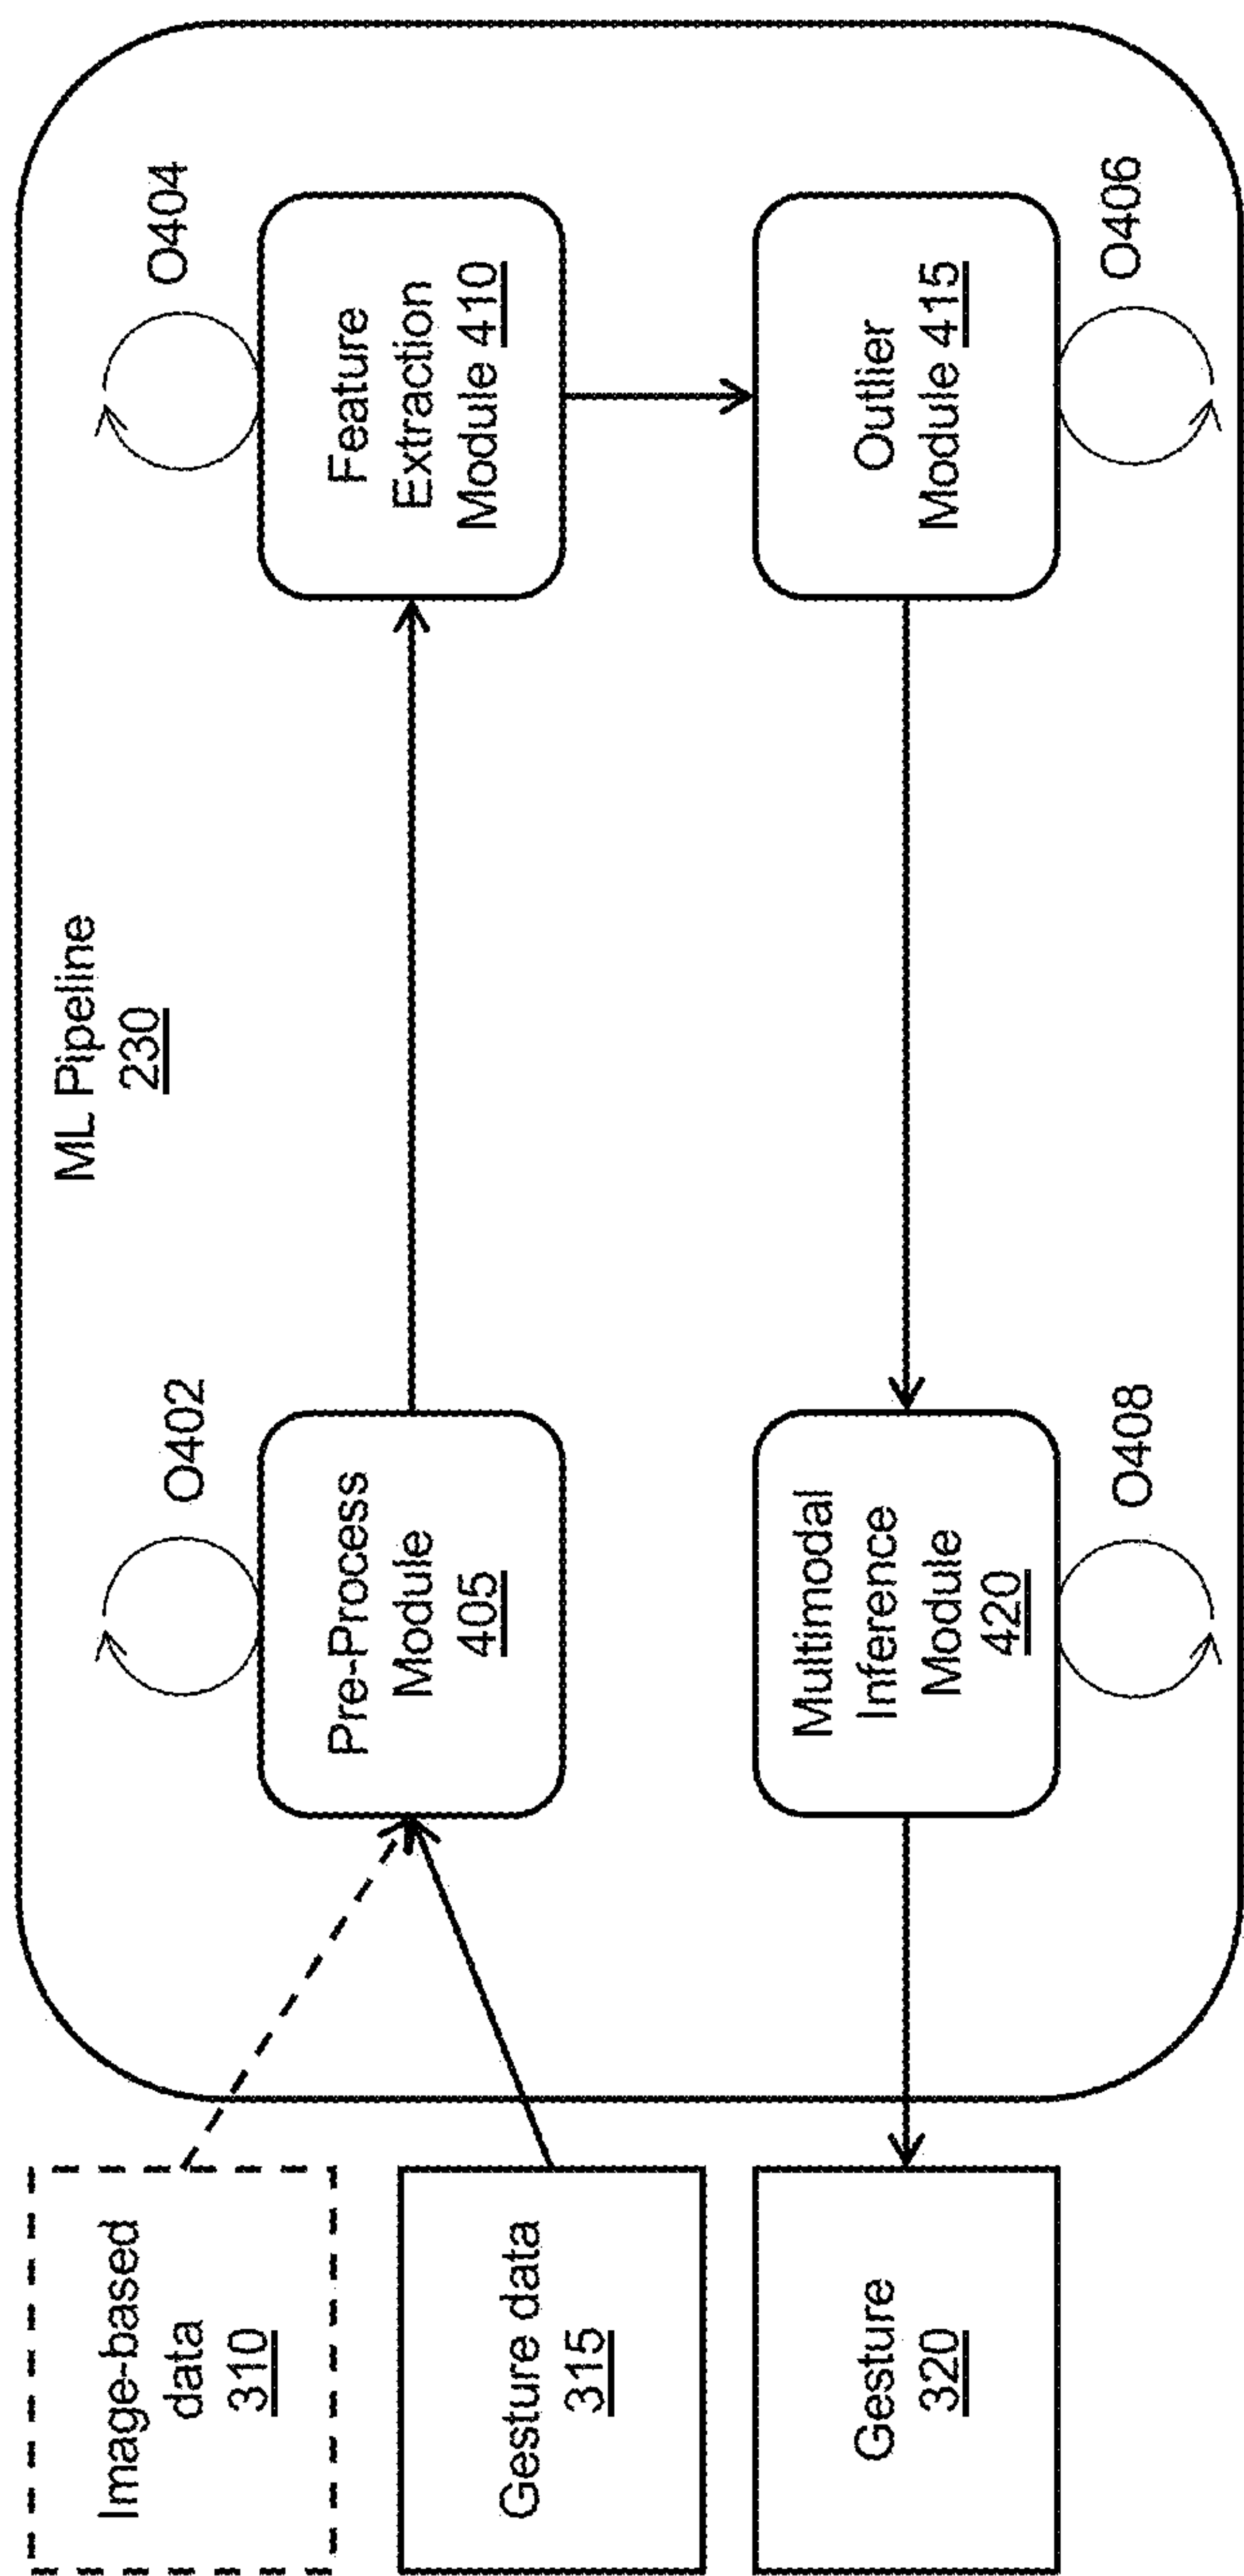 ML Pipeline
230
Image-based
data
310
Gesture data
315
Gesture
320
O402
Pre-Process
Module
405
O404
Feature
Extraction
Module 410
Multimodal
Inference
Module
420
O408
Outlier
Module 415
O406